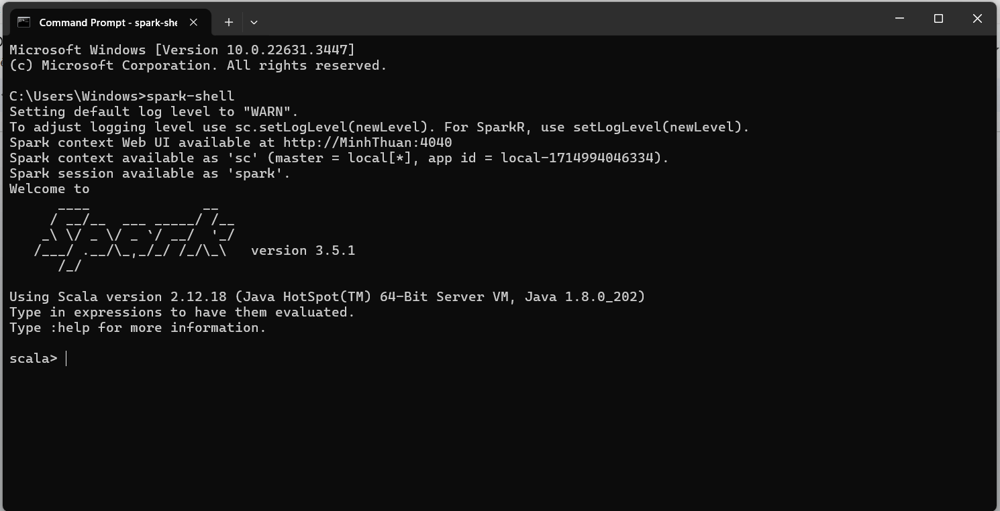 Command Prompt - spark-she
Microsoft Windows [Version 10.0.22631.3447]
(c) Microsoft Corporation. All rights reserved.
C:\Users\Windows>spark-shell
Setting default log level to "WARN".
To adjust logging level use sc.setLogLevel(newLevel). For SparkR, use setLogLevel(newLevel).
Spark context Web UI available at http://MinhThuan:4040
Spark context available as 'sc' (master = local[*], app id = local-1714994046334).
Spark session available as 'spark'.
Welcome to
      ____              __
     / __/__  ___ _____/ /__
    _\ \/ _ \/ _ `/ __/  '_/
   /___/ .__/\_,_/_/ /_/\_\   version 3.5.1
      /_/
Using Scala version 2.12.18 (Java HotSpot(TM) 64-Bit Server VM, Java 1.8.0_202)
Type in expressions to have them evaluated.
Type :help for more information.
scala>